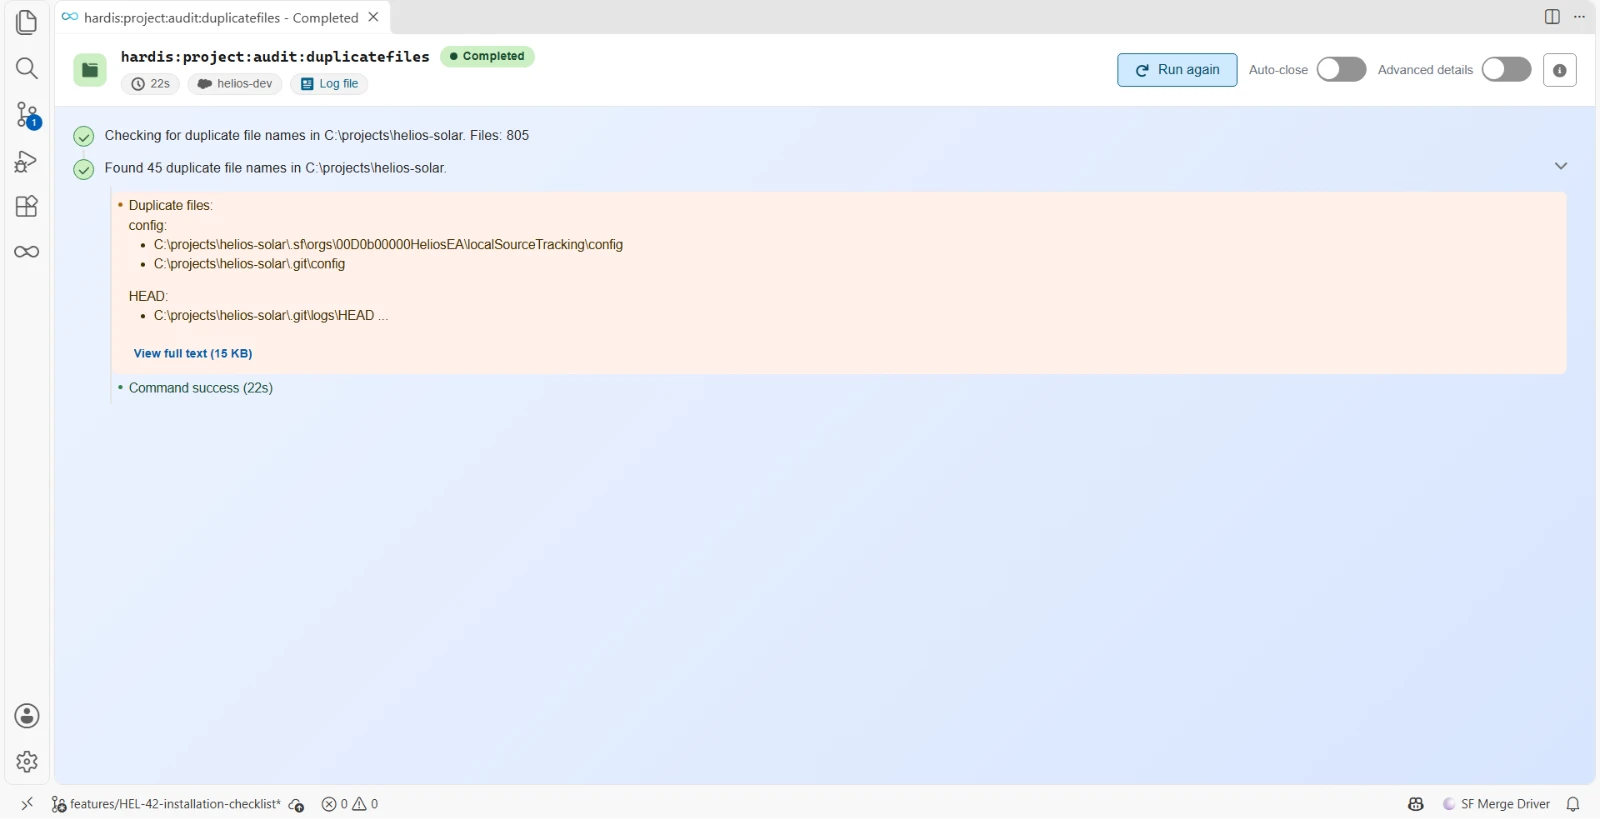 hardis:project:audit:duplicatefiles - Completed
hardis:project:audit:duplicatefiles
Completed
22s
helios-dev
Log file
Run again
Auto-close
Advanced details
1
Checking for duplicate file names in C:\projects\helios-solar. Files: 805
Found 45 duplicate file names in C:\projects\helios-solar.
Duplicate files:
config:
C:\projects\helios-solar\.sf\orgs\00D0b00000HeliosEA\localSourceTracking\config
C:\projects\helios-solar\.git\config
HEAD:
C:\projects\helios-solar\.git\logs\HEAD ...
View full text (15 KB)
Command success (22s)
features/HEL-42-installation-checklist*
0
0
SF Merge Driver